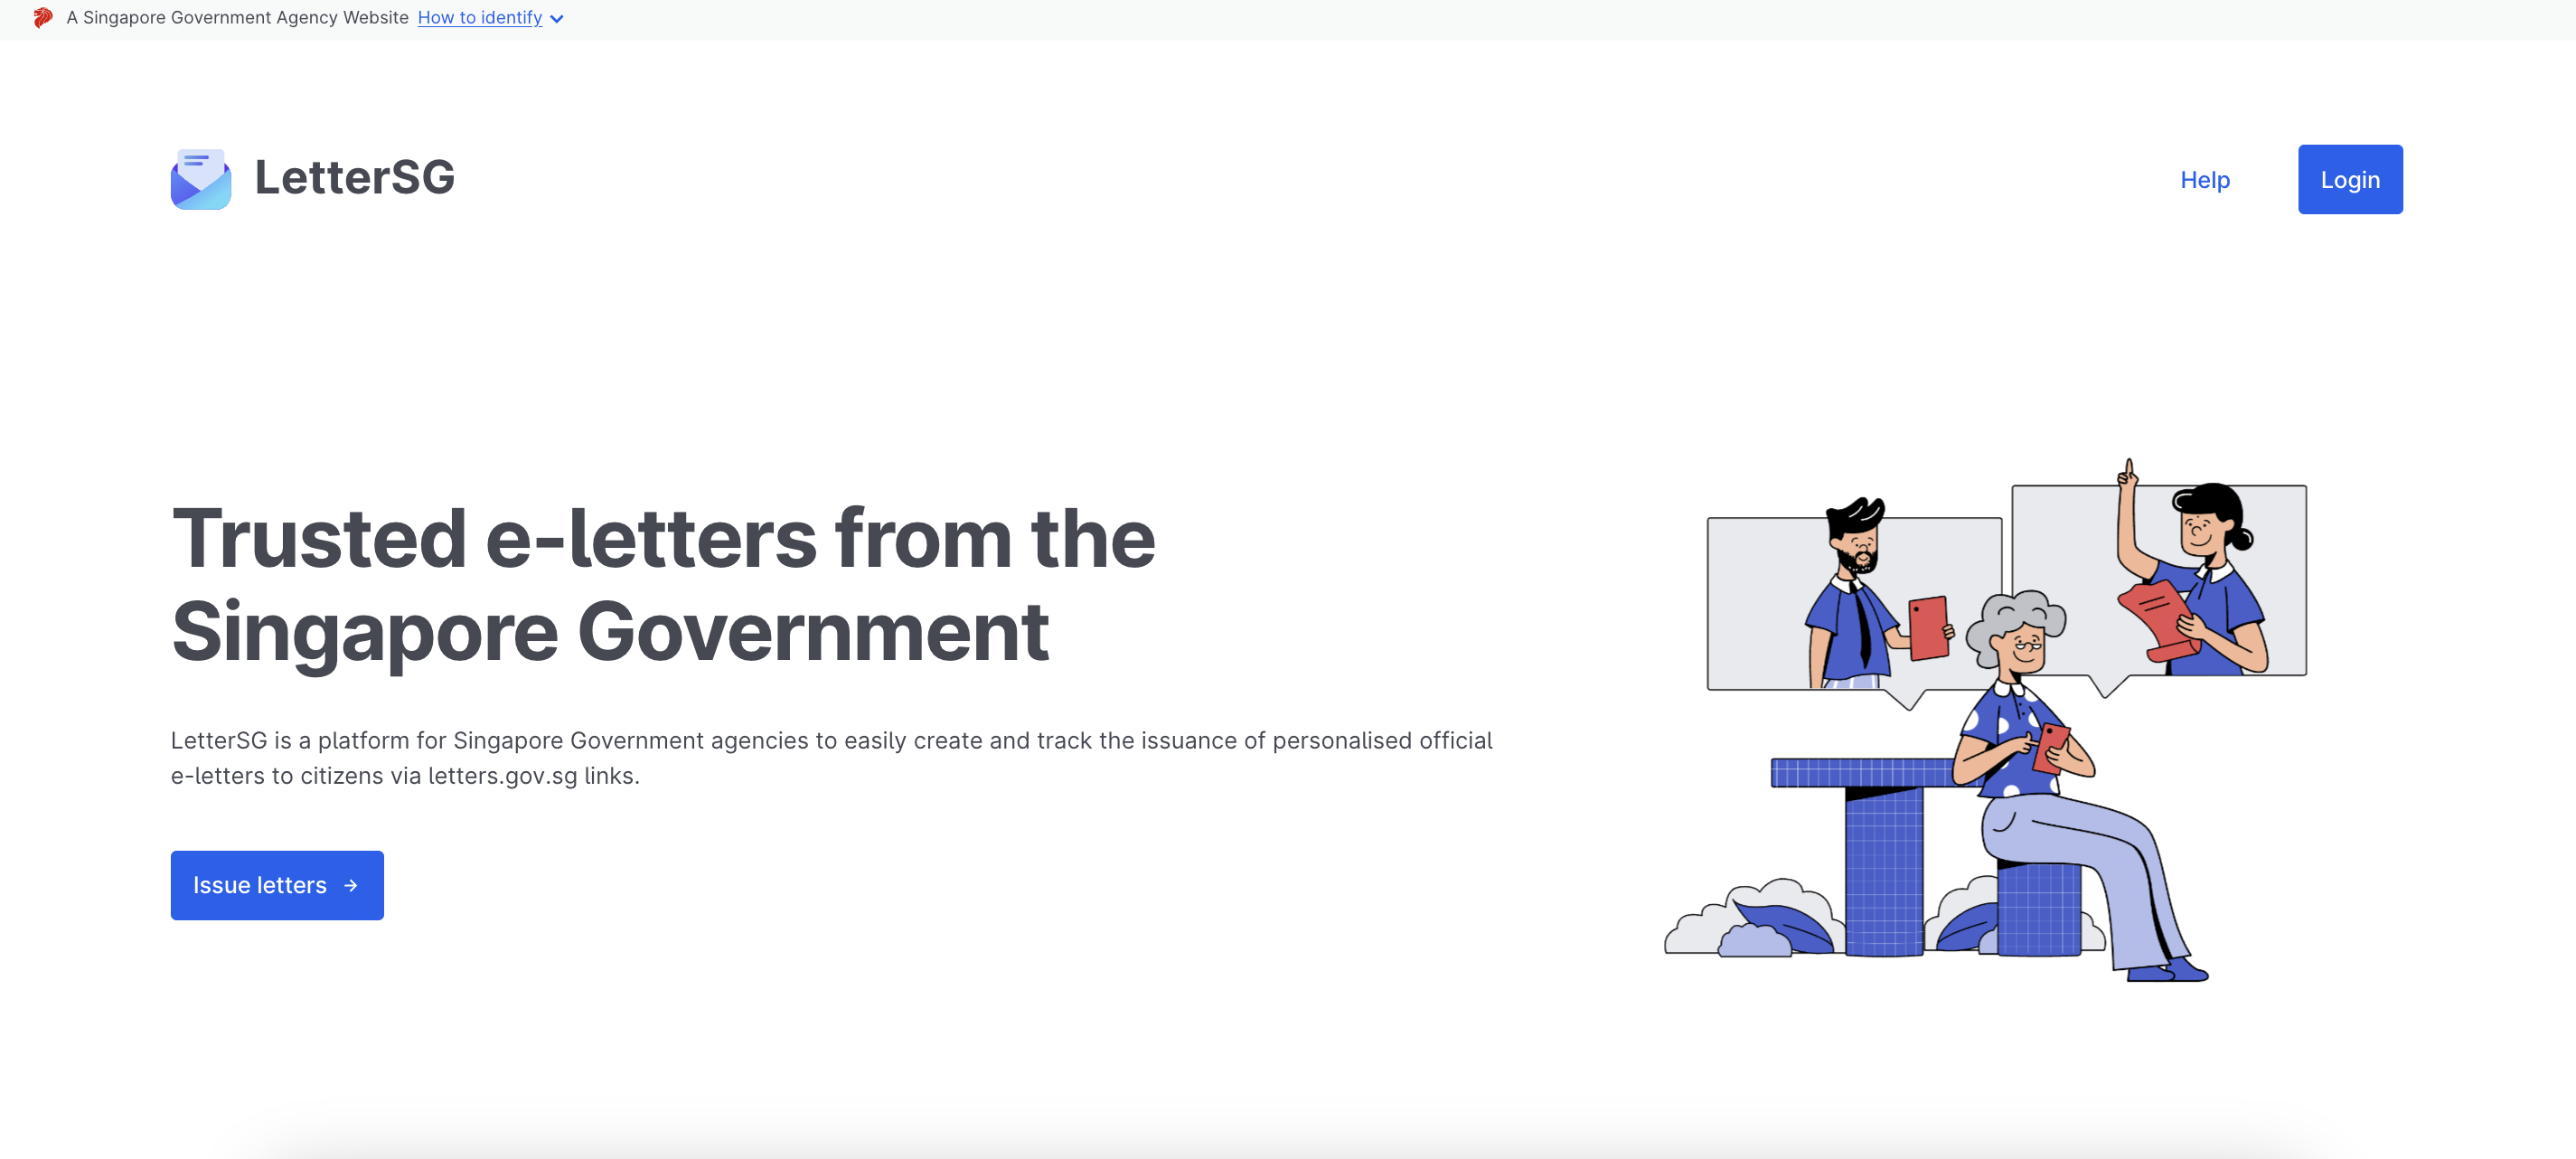 A Singapore Government Agency Website How to identify
LetterSG
Help
Login
Trusted e-letters from the
Singapore Government
LetterSG is a platform for Singapore Government agencies to easily create and track the issuance of personalised official
e-letters to citizens via letters.gov.sg links.
Issue letters →